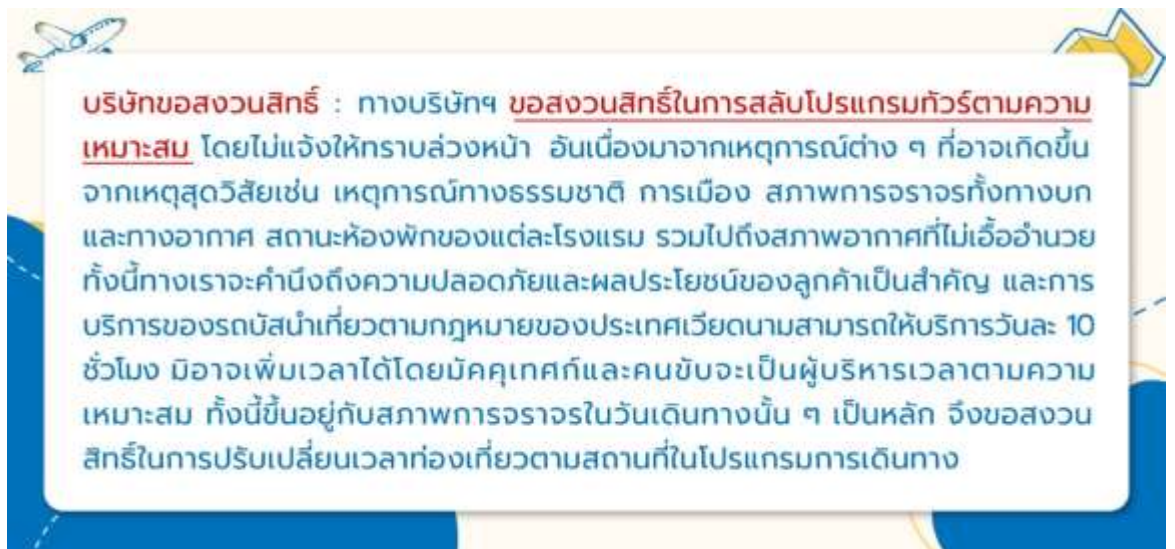 บริษัทขอสงวนสิทธิ์ : ทางบริษัทฯ ขอสงวนสิทธิ์ในการสลับโปรแกรมทัวร์ตามความ
เหมาะสม โดยไม่แจ้งให้ทราบล่วงหน้า อันเนื่องมาจากเหตุการณ์ต่าง ๆ ที่อาจเกิดขึ้น
จากเหตุสุดวิสัยเช่น เหตุการณ์ทางธรรมชาติ การเมือง สภาพการจราจรทั้งทางบก
และทางอากาศ สถานะห้องพักของแต่ละโรงแรม รวมไปถึงสภาพอากาศที่ไม่เอื้ออำนวย
ทั้งนี้ทางเราจะคำนึงถึงความปลอดภัยและผลประโยชน์ของลูกค้าเป็นสำคัญ และการ
บริการของรถบัสนำเที่ยวตามกฎหมายของประเทศเวียดนามสามารถให้บริการวันละ 10
ชั่วโมง มิอาจเพิ่มเวลาได้โดยมัคคุเทศก์และคนขับจะเป็นผู้บริหารเวลาตามความ
เหมาะสม ทั้งนี้ขึ้นอยู่กับสภาพการจราจรในวันเดินทางนั้น ๆ เป็นหลัก จึงขอสงวน
สิทธิ์ในการปรับเปลี่ยนเวลาท่องเที่ยวตามสถานที่ในโปรแกรมการเดินทาง